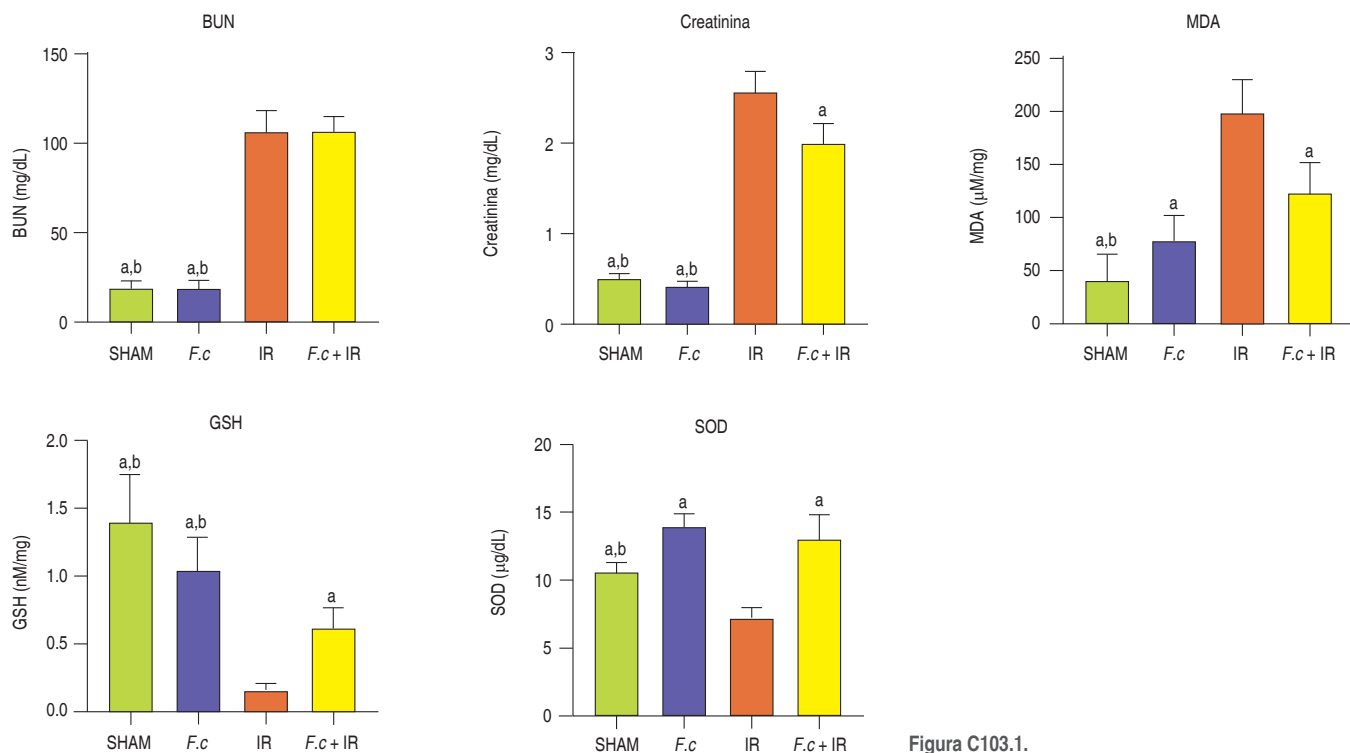 BUN
BUN (mg/dL)
150
100
50
0
a,b
a,b
SHAM
F.c
IR
F.c + IR
Creatinina
Creatinina (mg/dL)
3
2
1
0
a,b
a,b
a
SHAM
F.c
IR
F.c + IR
MDA
MDA (µM/mg)
250
200
150
100
50
0
a,b
a
a
SHAM
F.c
IR
F.c + IR
GSH
GSH (nM/mg)
2.0
1.5
1.0
0.5
0.0
a,b
a,b
a
SHAM
F.c
IR
F.c + IR
SOD
SOD (µg/dL)
20
15
10
5
0
a,b
a
a
SHAM
F.c
IR
F.c + IR
Figura C103.1.